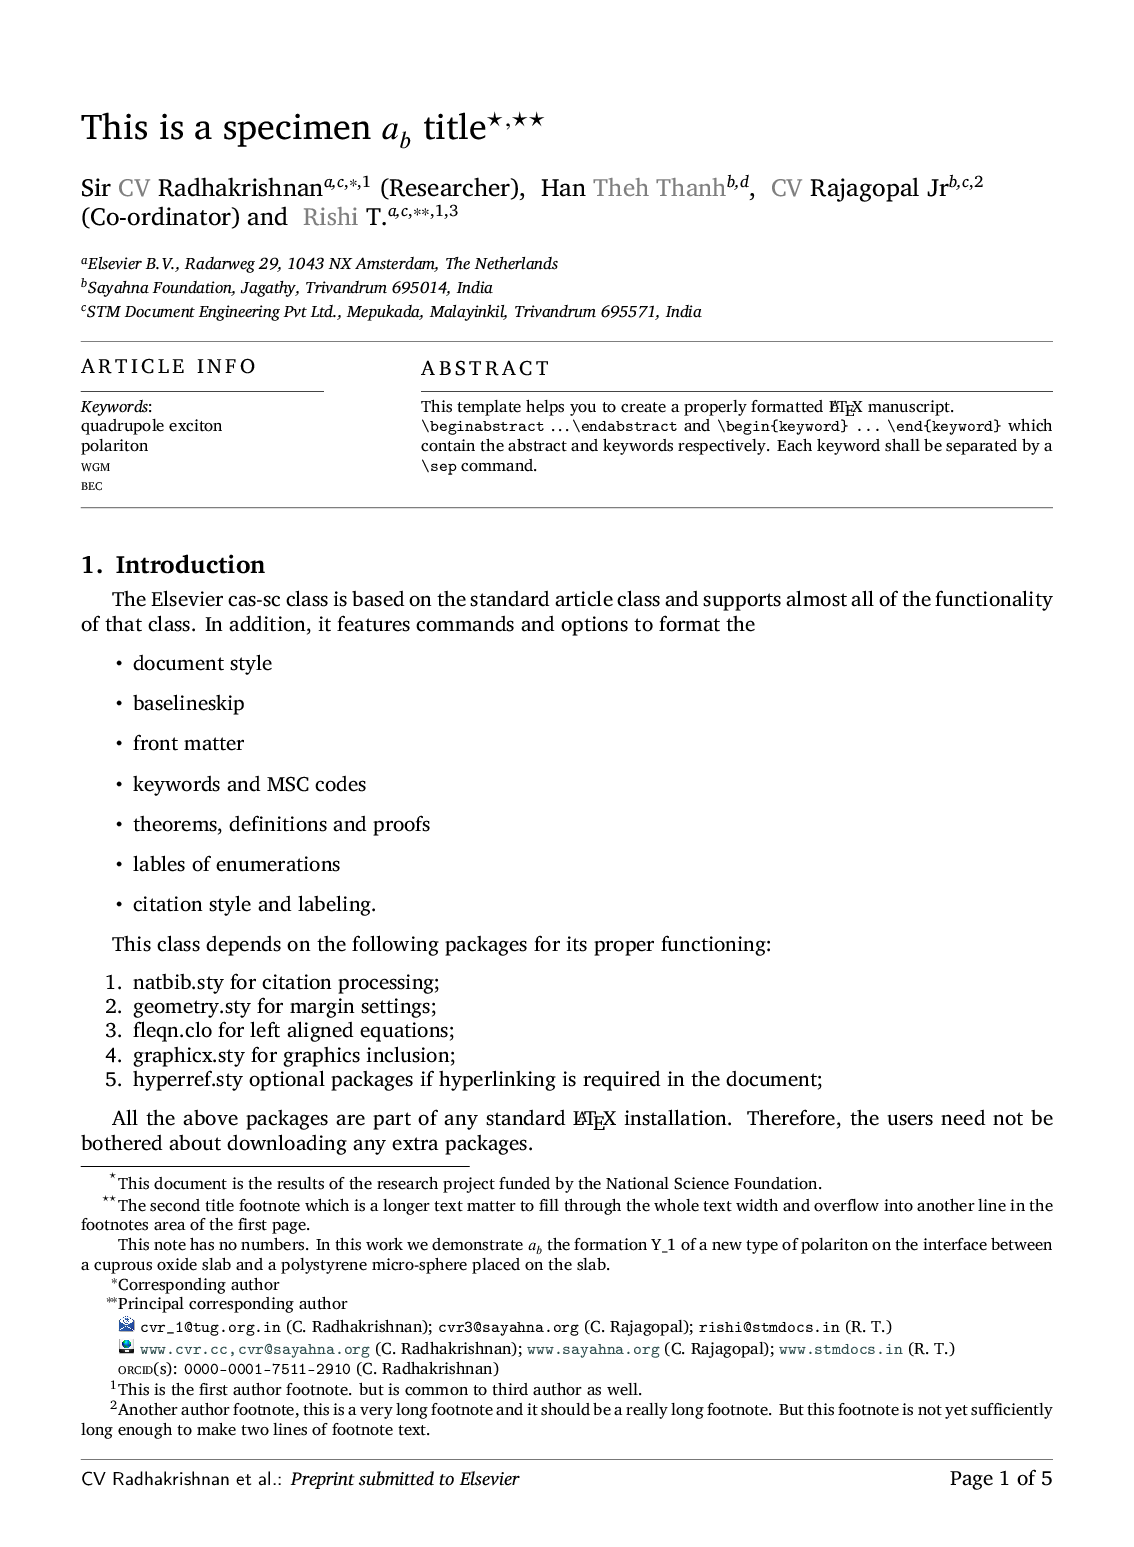 This is a specimen a_b title⋆,⋆⋆
Sir CV Radhakrishnan^a,c,∗,1 (Researcher), Han Theh Thanh^b,d, CV Rajagopal Jr^b,c,2
(Co-ordinator) and Rishi T.^a,c,∗∗,1,3
^aElsevier B.V., Radarweg 29, 1043 NX Amsterdam, The Netherlands
^bSayahna Foundation, Jagathy, Trivandrum 695014, India
^cSTM Document Engineering Pvt Ltd., Mepukada, Malayinkil, Trivandrum 695571, India
ARTICLE INFO
Keywords:
quadrupole exciton
polariton
WGM
BEC
ABSTRACT
This template helps you to create a properly formatted LATEX manuscript.
\beginabstract ...\endabstract and \begin{keyword} ... \end{keyword} which
contain the abstract and keywords respectively. Each keyword shall be separated by a
\sep command.
1. Introduction
The Elsevier cas-sc class is based on the standard article class and supports almost all of the functionality
of that class. In addition, it features commands and options to format the
• document style
• baselineskip
• front matter
• keywords and MSC codes
• theorems, definitions and proofs
• lables of enumerations
• citation style and labeling.
This class depends on the following packages for its proper functioning:
1. natbib.sty for citation processing;
2. geometry.sty for margin settings;
3. fleqn.clo for left aligned equations;
4. graphicx.sty for graphics inclusion;
5. hyperref.sty optional packages if hyperlinking is required in the document;
All the above packages are part of any standard LATEX installation. Therefore, the users need not be
bothered about downloading any extra packages.
⋆This document is the results of the research project funded by the National Science Foundation.
⋆⋆The second title footnote which is a longer text matter to fill through the whole text width and overflow into another line in the
footnotes area of the first page.
This note has no numbers. In this work we demonstrate a_b the formation Y_1 of a new type of polariton on the interface between
a cuprous oxide slab and a polystyrene micro-sphere placed on the slab.
∗Corresponding author
∗∗Principal corresponding author
cvr_1@tug.org.in (C. Radhakrishnan); cvr3@sayahna.org (C. Rajagopal); rishi@stmdocs.in (R. T.)
www.cvr.cc,cvr@sayahna.org (C. Radhakrishnan); www.sayahna.org (C. Rajagopal); www.stmdocs.in (R. T.)
ORCID(s): 0000-0001-7511-2910 (C. Radhakrishnan)
^1This is the first author footnote. but is common to third author as well.
^2Another author footnote, this is a very long footnote and it should be a really long footnote. But this footnote is not yet sufficiently
long enough to make two lines of footnote text.
CV Radhakrishnan et al.: Preprint submitted to Elsevier
Page 1 of 5